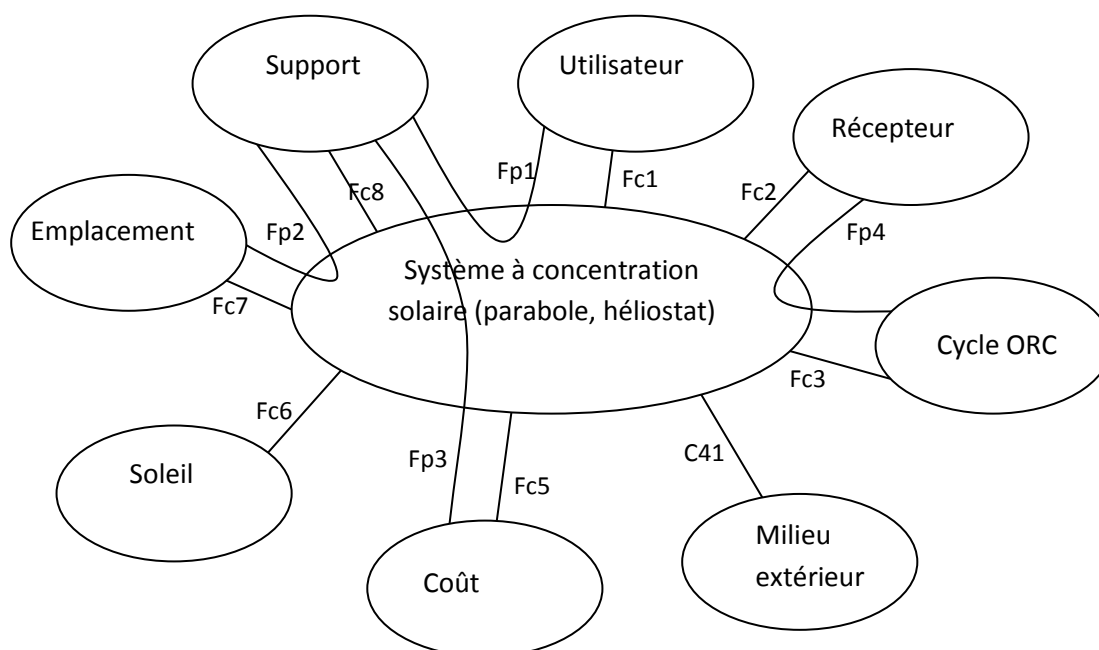 Support
Utilisateur
Récepteur
Fp1
Fc1
Fc2
Fc8
Emplacement
Fp2
Fp4
Système à concentration
solaire (parabole, héliostat)
Fc7
Cycle ORC
Fc3
Fc6
Soleil
Fp3
Fc5
C41
Milieu
extérieur
Coût